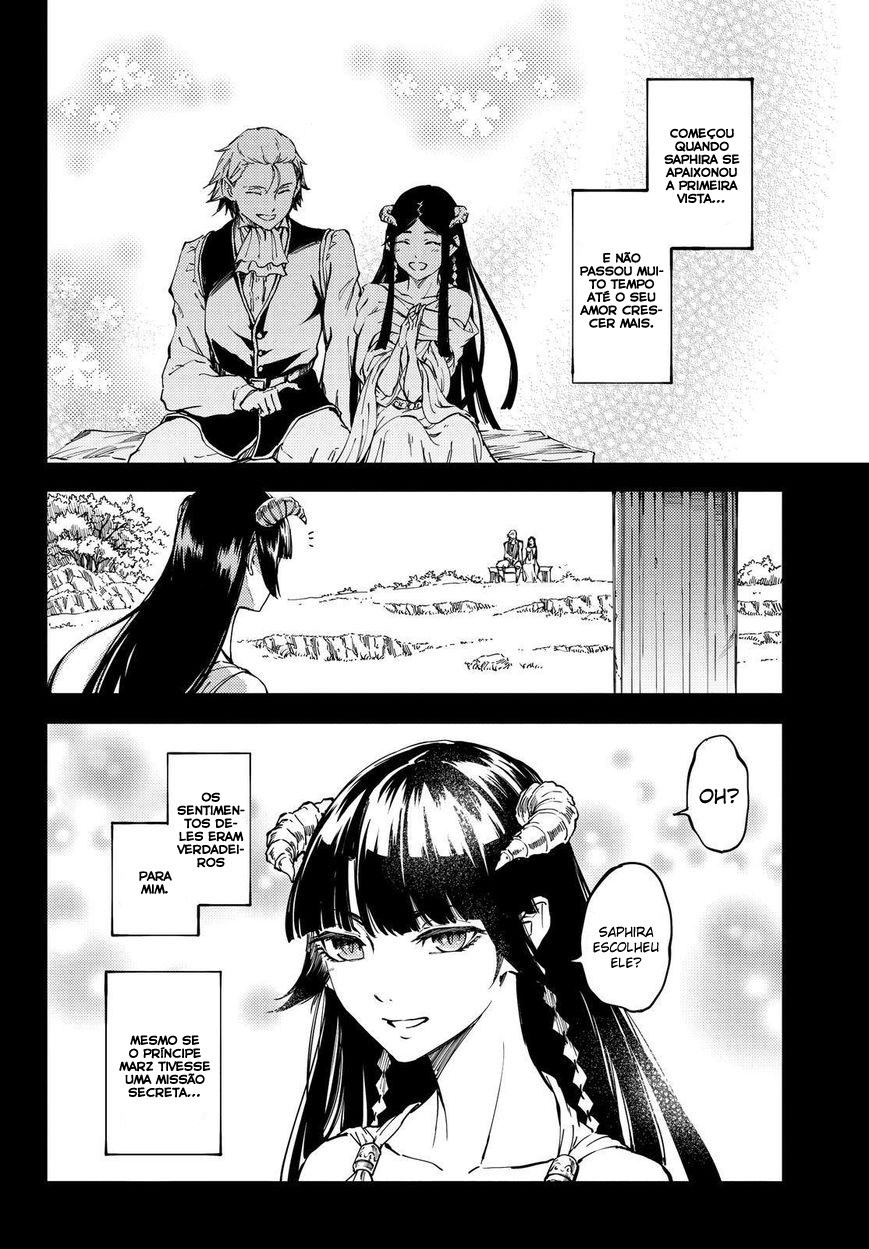 COMEÇOU
QUANDO
SAPHIRA SE
APAIXONOU
A PRIMEIRA
VISTA...
E NÃO
PASSOU MUI-
TO TEMPO
ATÉ O SEU
AMOR CRES-
CER MAIS.
OH?
SAPHIRA
ESCOLHEU
ELE?
OS
SENTIMEN-
TOS DE-
LES ERAM
VERDADEI-
ROS
PARA
MIM.
MESMO SE
O PRÍNCIPE
MARZ TIVESSE
UMA MISSÃO
SECRETA...